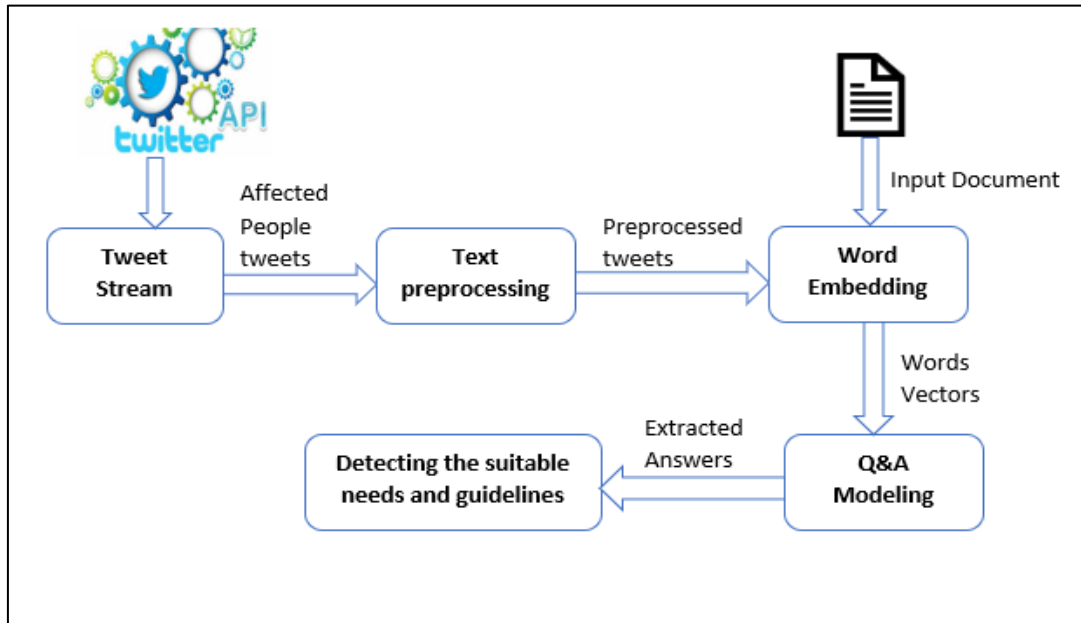 API
twitter
Input Document
Affected
People
tweets
Tweet
Stream
Text
preprocessing
Preprocessed
tweets
Word
Embedding
Words
Vectors
Extracted
Answers
Detecting the suitable
needs and guidelines
Q&A
Modeling